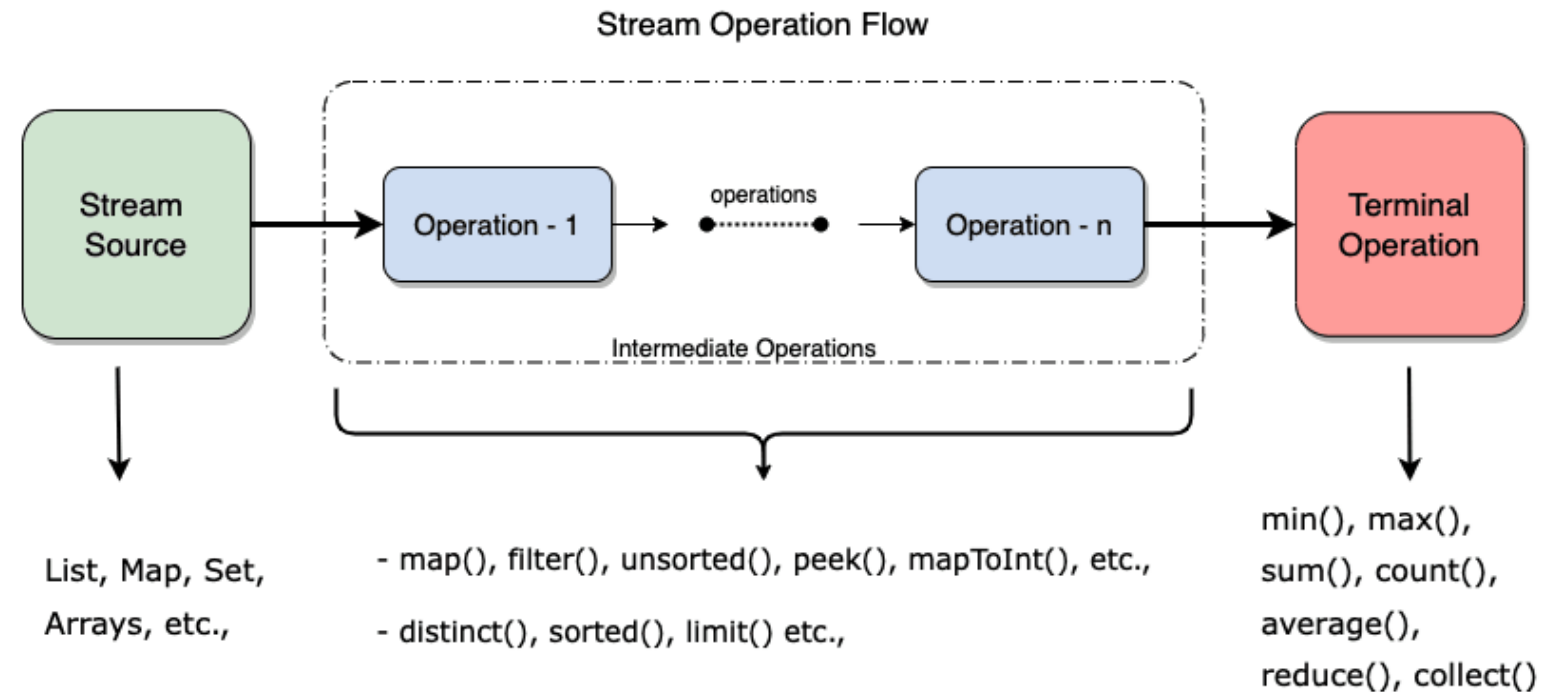 Stream Operation Flow
Stream
Source
Operation - 1
operations
Operation - n
Terminal
Operation
Intermediate Operations
List, Map, Set,
Arrays, etc.,
- map(), filter(), unsorted(), peek(), mapToInt(), etc.,
- distinct(), sorted(), limit() etc.,
min(), max(),
sum(), count(),
average(),
reduce(), collect()